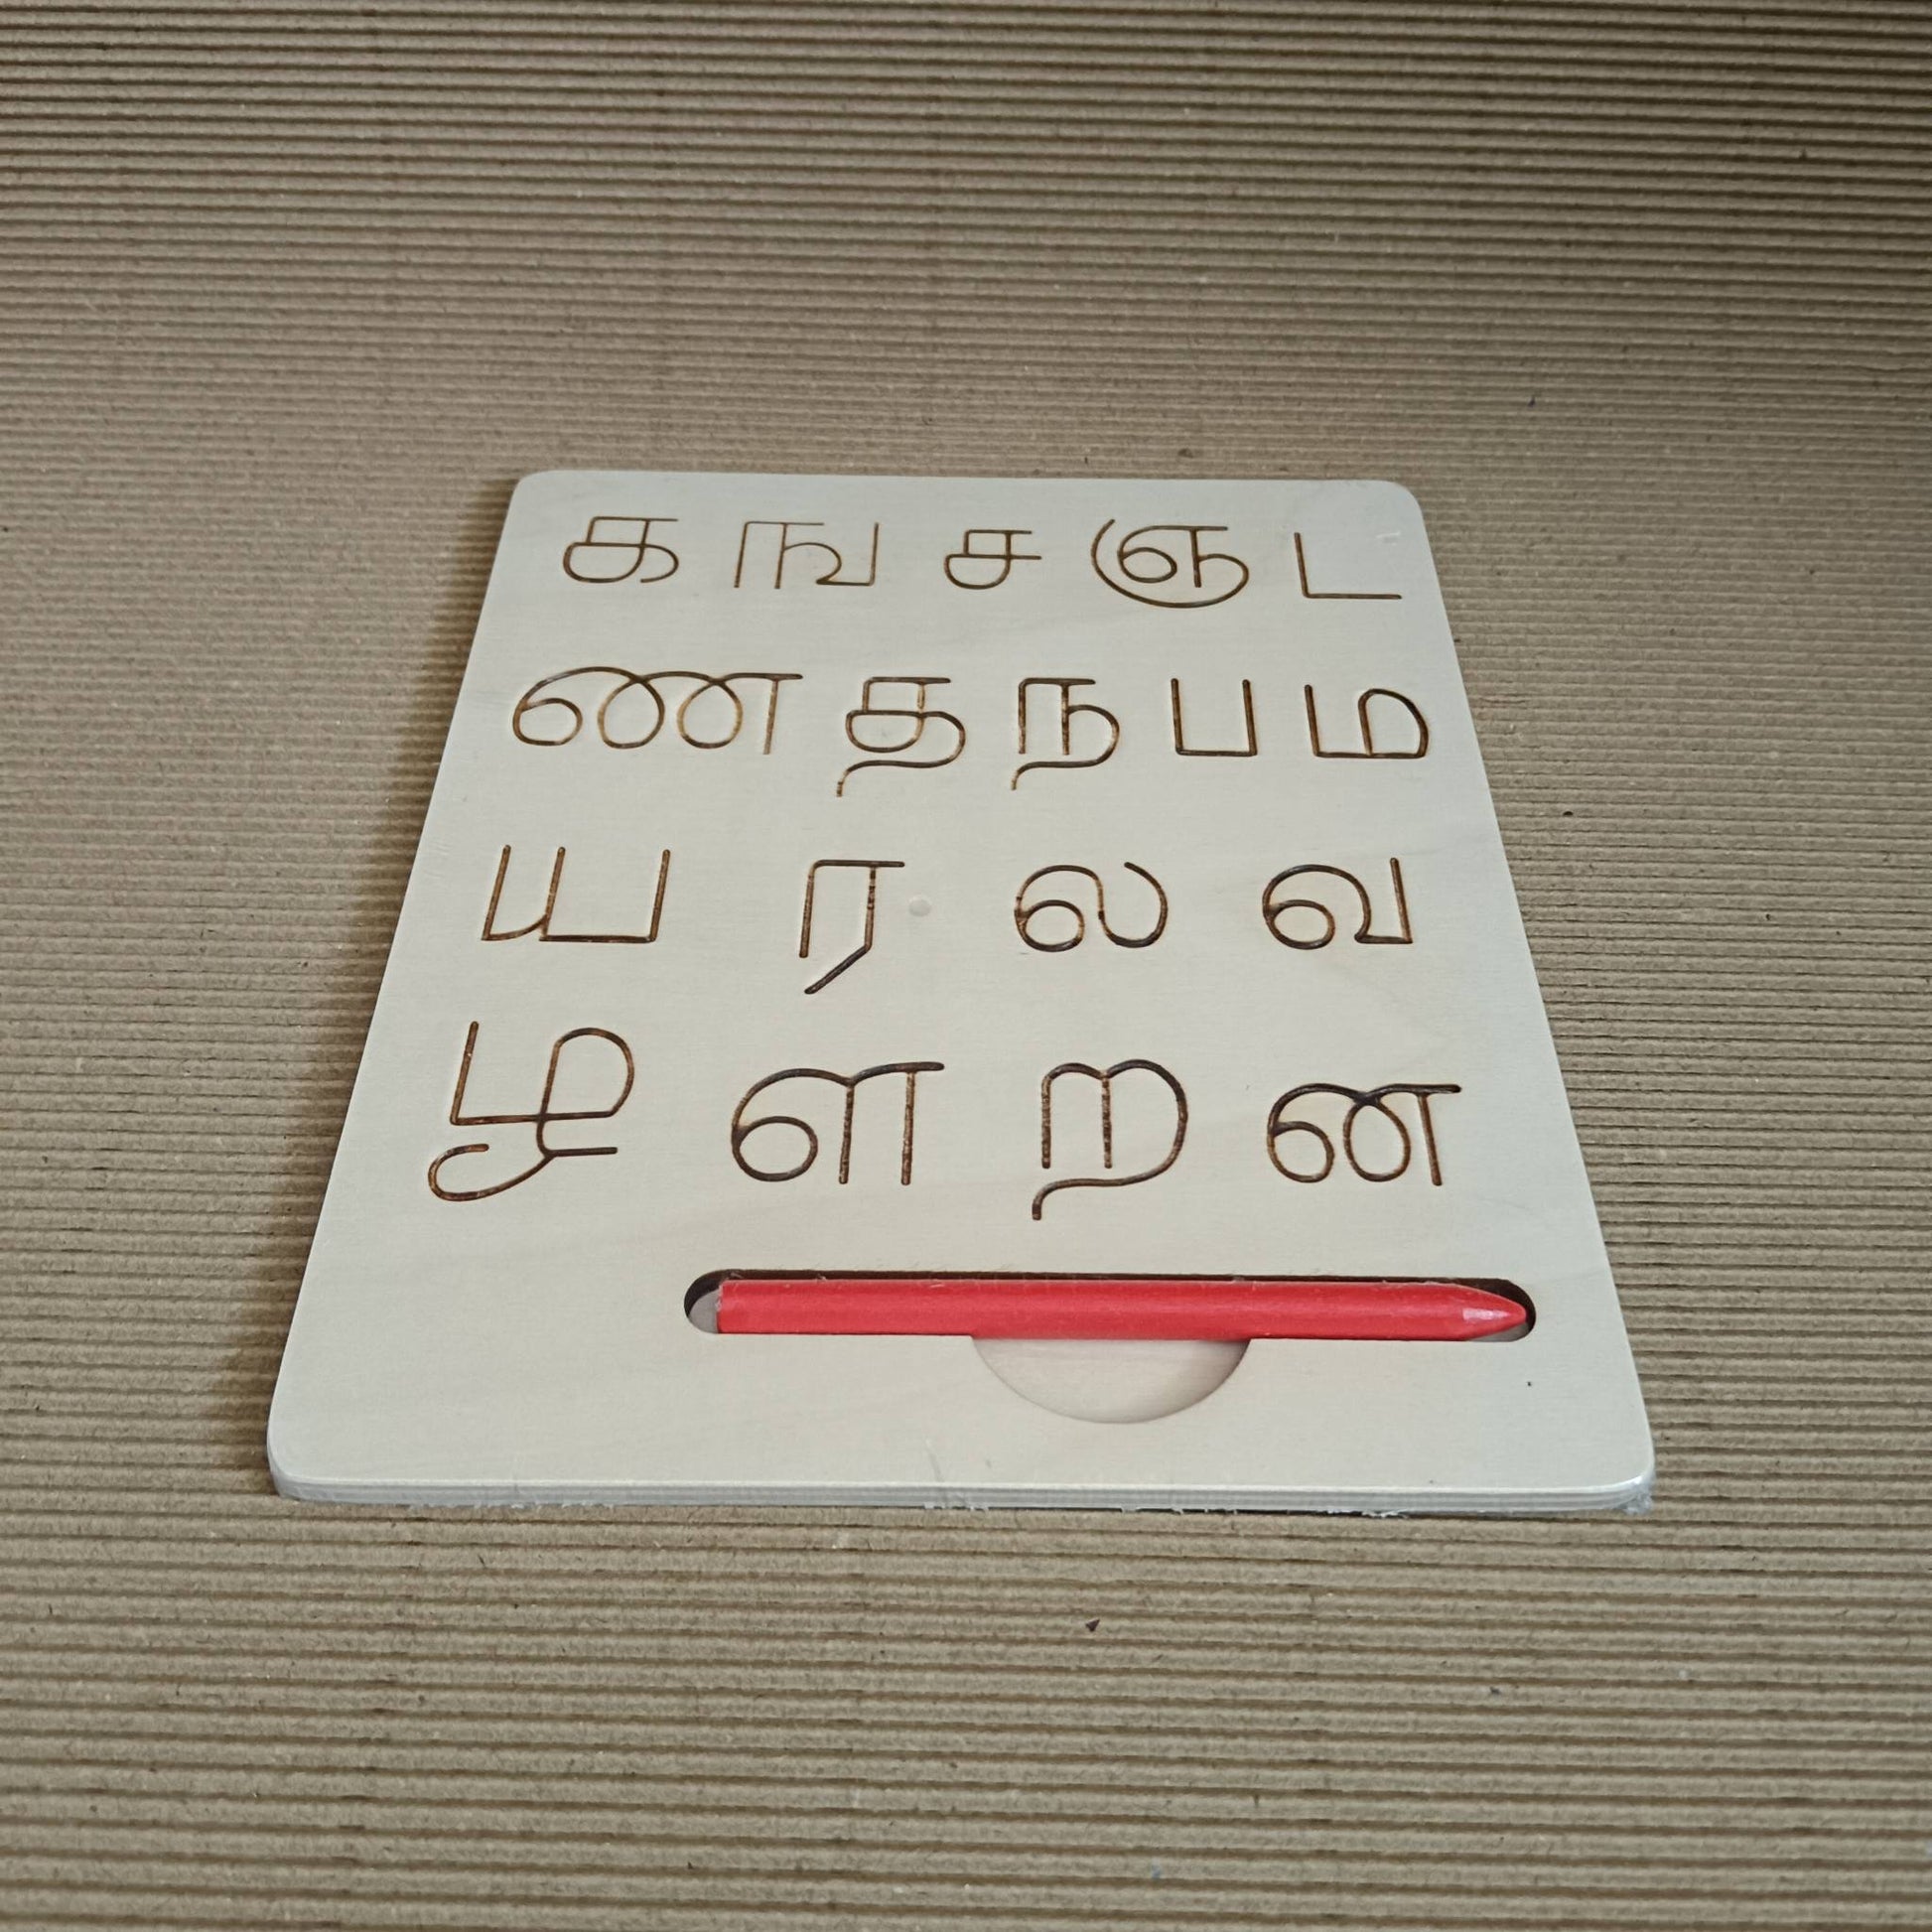 க ங ச ஞ ட
ண த ந ப ம
ய ர ல வ
ழ ள ற ன